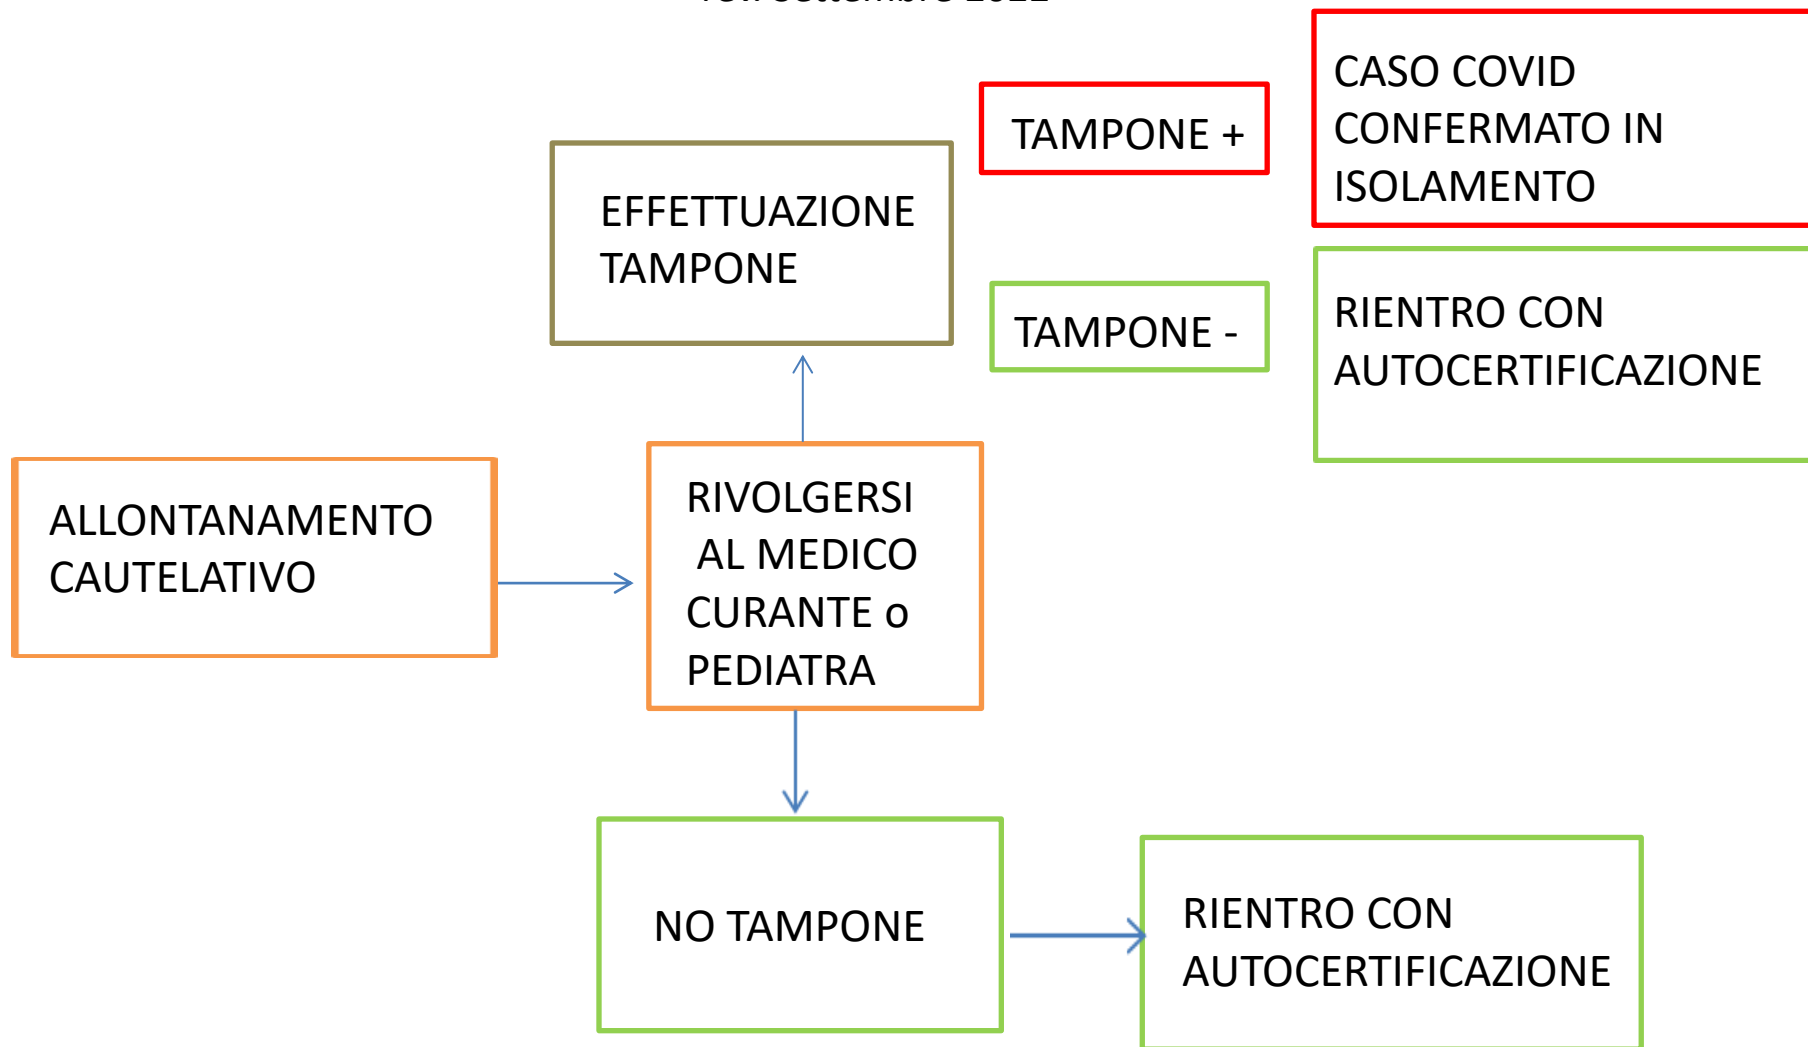 CASO COVID
CONFERMATO IN
ISOLAMENTO
TAMPONE +
EFFETTUAZIONE
TAMPONE
TAMPONE -
RIENTRO CON
AUTOCERTIFICAZIONE
ALLONTANAMENTO
CAUTELATIVO
RIVOLGERSI
AL MEDICO
CURANTE o
PEDIATRA
NO TAMPONE
RIENTRO CON
AUTOCERTIFICAZIONE